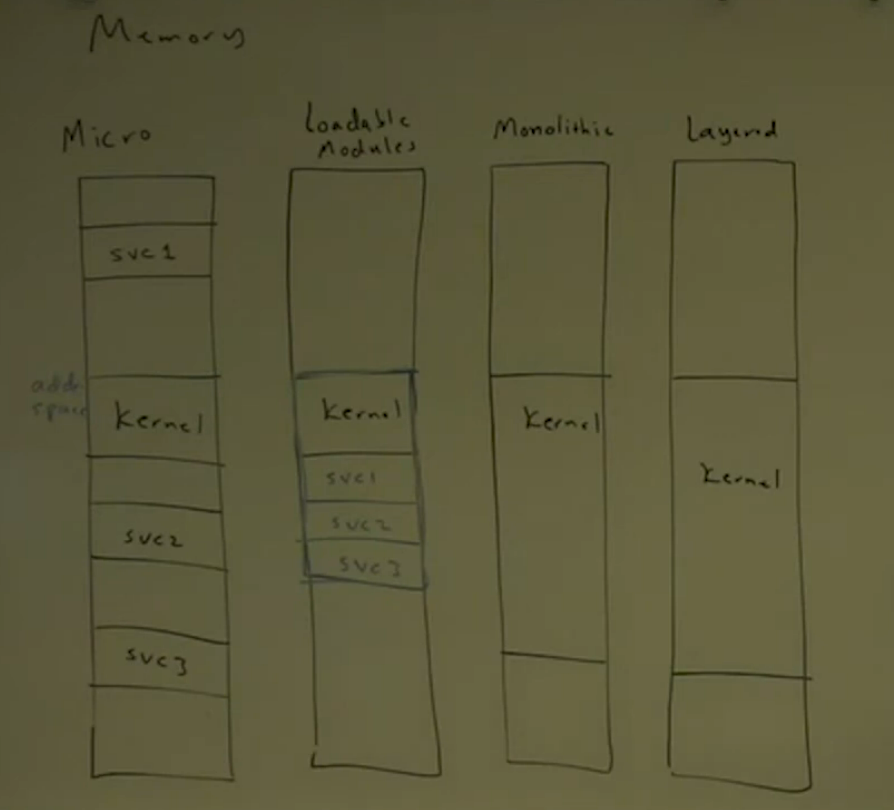 Memory
Micro
Loadable
Modules
Monolithic
Layered
svc1
addr
space
Kernel
svc2
svc3
Kernel
svc1
svc2
svc3
Kernel
Kernel